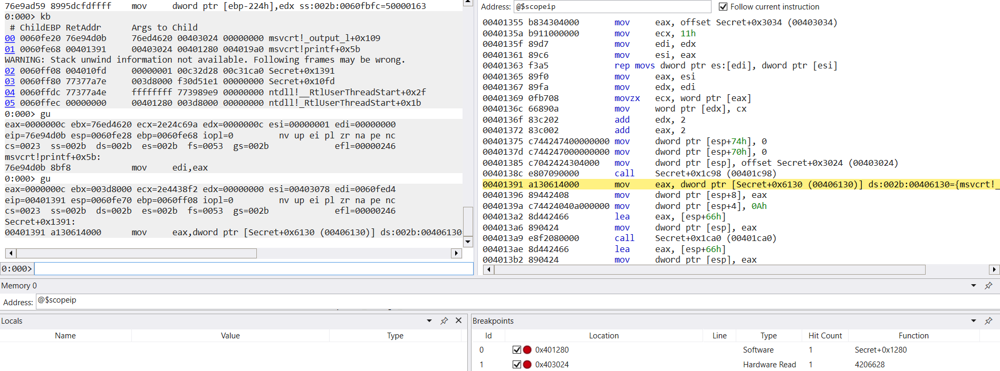 76e9ad59 8995dcfdffff    mov     dword ptr [ebp-224h],edx ss:002b:0060fbfc=50000163
0:000> kb
 # ChildEBP RetAddr      Args to Child
00 0060fe20 76e94d0b     76ed4620 00403024 00000000 msvcrt!_output_l+0x109
01 0060fe68 00401391     00403024 00401280 004019a0 msvcrt!printf+0x5b
WARNING: Stack unwind information not available. Following frames may be wrong.
02 0060ff08 004010fd     00000001 00c32d28 00c31ca0 Secret+0x1391
03 0060ff80 77377a7e     003d8000 f30d51e1 00000000 Secret+0x10fd
04 0060ffdc 77377a4e     ffffffff 773989e9 00000000 ntdll!__RtlUserThreadStart+0x2f
05 0060ffec 00000000     00401280 003d8000 00000000 ntdll!_RtlUserThreadStart+0x1b
0:000> gu
eax=0000000c ebx=76ed4620 ecx=2e24c69a edx=0000000c esi=00000001 edi=00000000
eip=76e94d0b esp=0060fe28 ebp=0060fe68 iopl=0         nv up ei pl zr na pe nc
cs=0023  ss=002b  ds=002b  es=002b  fs=0053  gs=002b             efl=00000246
msvcrt!printf+0x5b:
76e94d0b 8bf8            mov     edi,eax
0:000> gu
eax=0000000c ebx=003d8000 ecx=2e4438f2 edx=00000000 esi=00403078 edi=0060fed4
eip=00401391 esp=0060fe70 ebp=0060ff08 iopl=0         nv up ei pl zr na pe nc
cs=0023  ss=002b  ds=002b  es=002b  fs=0053  gs=002b             efl=00000246
Secret+0x1391:
00401391 a130614000      mov     eax,dword ptr [Secret+0x6130 (00406130)] ds:002b:00406130=
0:000>
Address: @$scopeip Follow current instruction
00401355 b834304000       mov     eax, offset Secret+0x3034 (00403034)
0040135a b911000000       mov     ecx, 11h
0040135f 89d7             mov     edi, edx
00401361 89c6             mov     esi, eax
00401363 f3a5             rep movs dword ptr es:[edi], dword ptr [esi]
00401365 89f0             mov     eax, esi
00401367 89fa             mov     edx, edi
00401369 0fb708           movzx   ecx, word ptr [eax]
0040136c 66890a           mov     word ptr [edx], cx
0040136f 83c202           add     edx, 2
00401372 83c002           add     eax, 2
00401375 c744247400000000 mov     dword ptr [esp+74h], 0
0040137d c744247000000000 mov     dword ptr [esp+70h], 0
00401385 c7042424304000   mov     dword ptr [esp], offset Secret+0x3024 (00403024)
0040138c e807090000       call    Secret+0x1c98 (00401c98)
00401391 a130614000       mov     eax, dword ptr [Secret+0x6130 (00406130)] ds:002b:00406130={msvcrt!_
00401396 89442408         mov     dword ptr [esp+8], eax
0040139a c74424040a000000 mov     dword ptr [esp+4], 0Ah
004013a2 8d442466         lea     eax, [esp+66h]
004013a6 890424           mov     dword ptr [esp], eax
004013a9 e8f2080000       call    Secret+0x1ca0 (00401ca0)
004013ae 8d442466         lea     eax, [esp+66h]
004013b2 890424           mov     dword ptr [esp], eax
Memory 0
Address: @$scopeip
Locals
Name Value Type
Breakpoints
Id Location Line Type Hit Count Function
0 0x401280 Software 1 Secret+0x1280
1 0x403024 Hardware Read 1 4206628